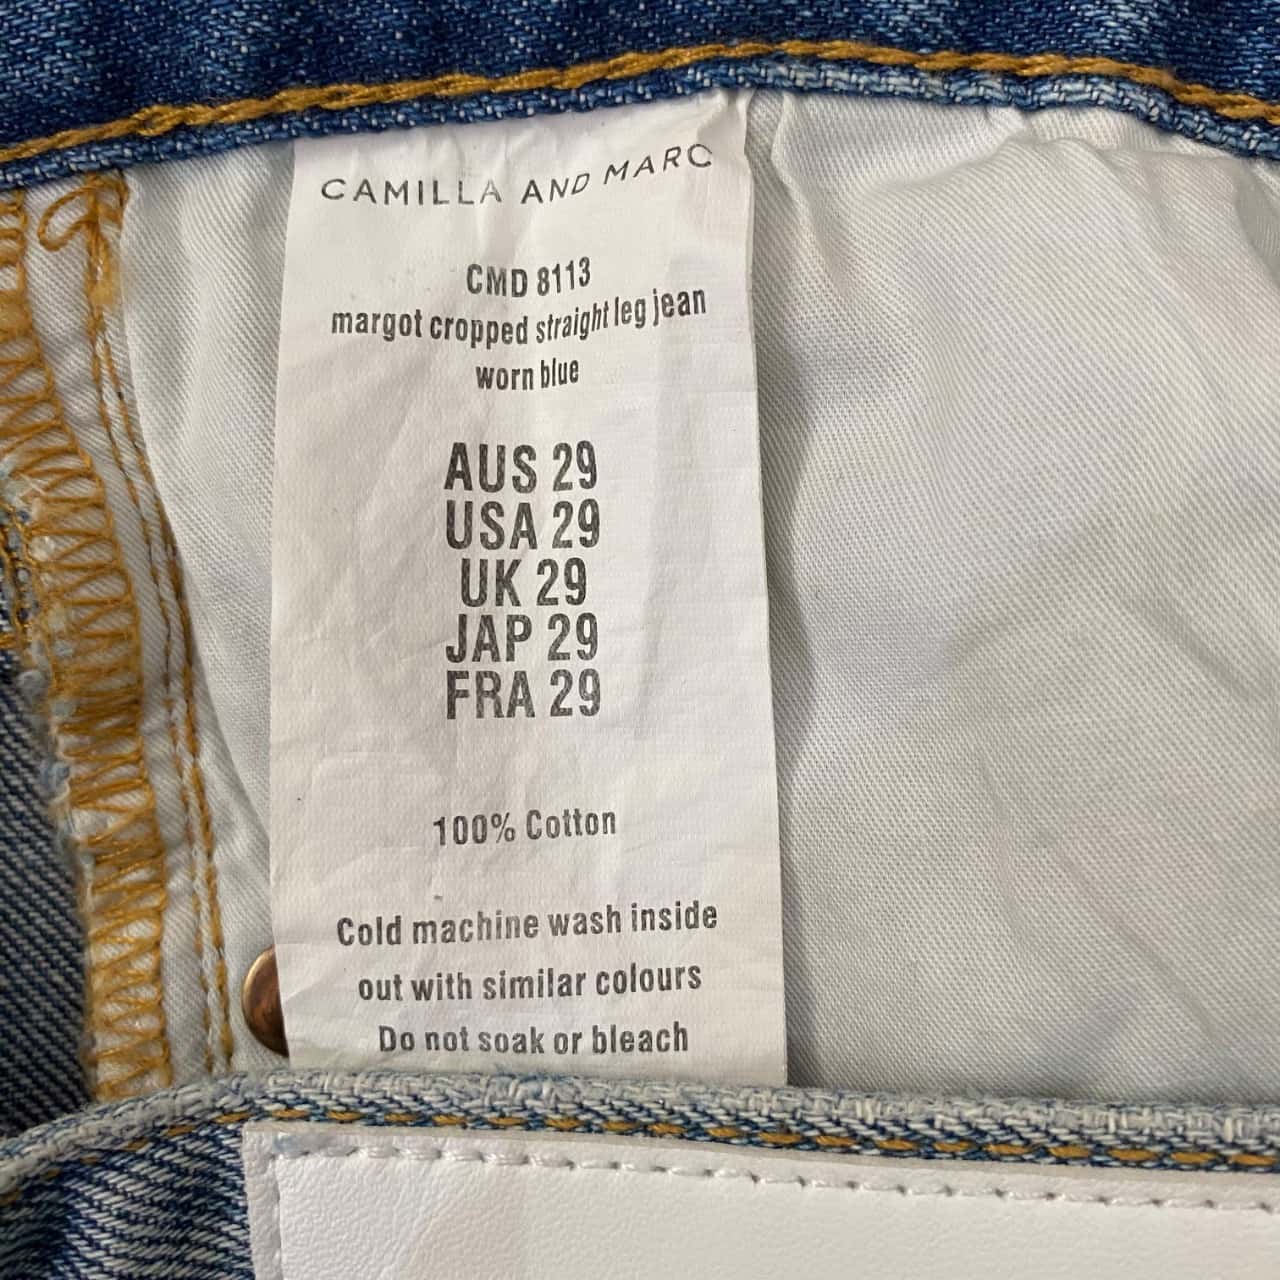 CAMILLA AND MARC
CMD 8113
margot cropped straight leg jean
worn blue
AUS 29
USA 29
UK 29
JAP 29
FRA 29
100% Cotton
Cold machine wash inside
out with similar colours
Do not soak or bleach